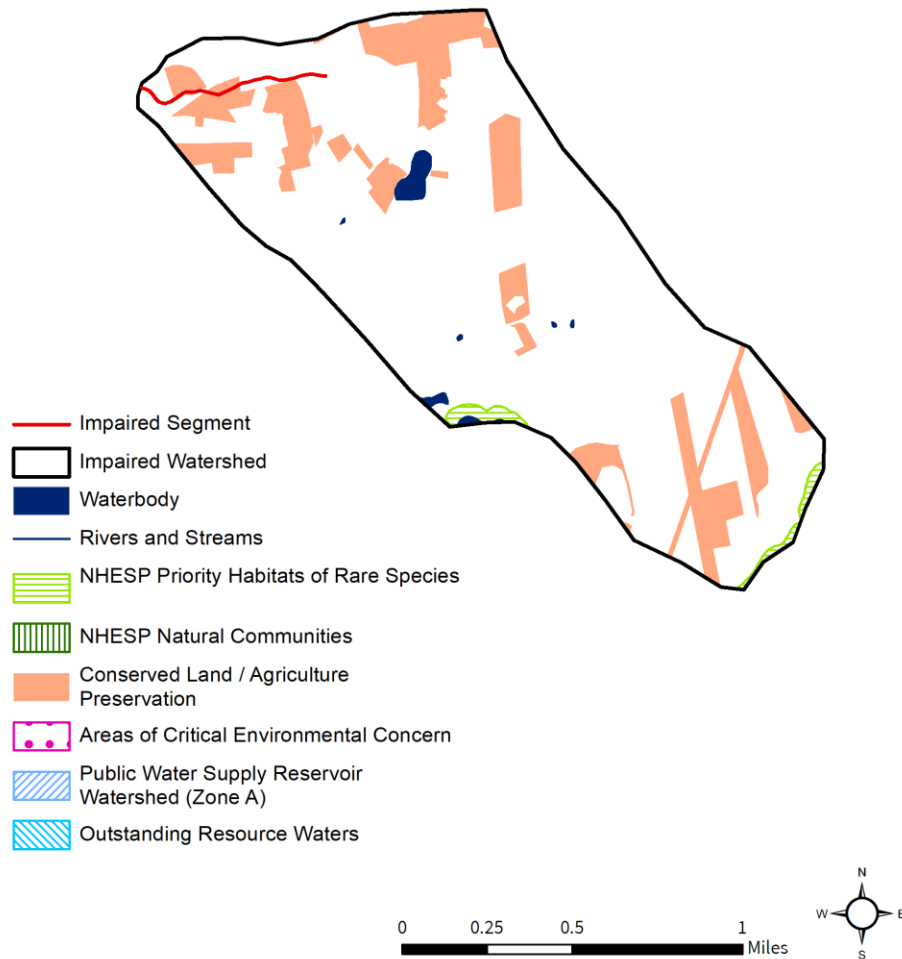 Impaired Segment
Impaired Watershed
Waterbody
Rivers and Streams
NHESP Priority Habitats of Rare Species
NHESP Natural Communities
Conserved Land / Agriculture
Preservation
Areas of Critical Environmental Concern
Public Water Supply Reservoir
Watershed (Zone A)
Outstanding Resource Waters
N
W E
S
0 0.25 0.5 1
Miles